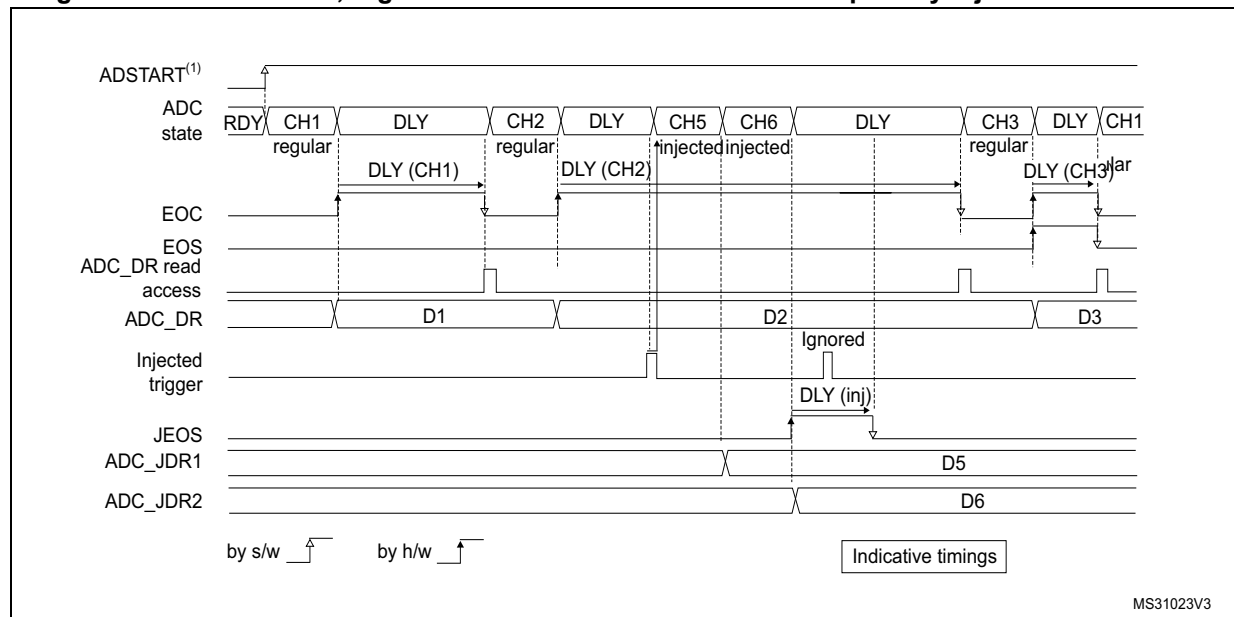 ADSTART(1)
ADC state
RDY CH1 DLY CH2 DLY CH5 CH6 DLY CH3 DLY CH1
regular regular injected injected regular
DLY (CH1) DLY (CH2) DLY (CH3)
EOC
EOS
ADC_DR read access
ADC_DR D1 D2 D3
Ignored
Injected trigger
DLY (inj)
JEOS
ADC_JDR1 D5
ADC_JDR2 D6
by s/w by h/w Indicative timings
MS31023V3